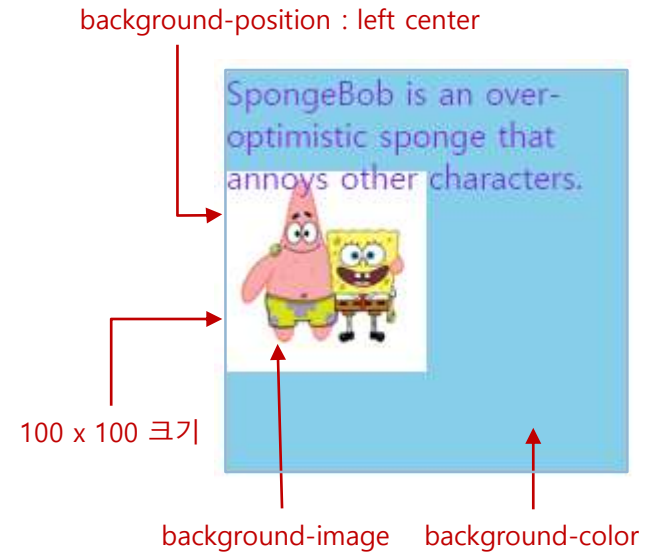 background-position : left center
SpongeBob is an over-
optimistic sponge that
annoys other characters.
100 x 100 크기
background-image
background-color